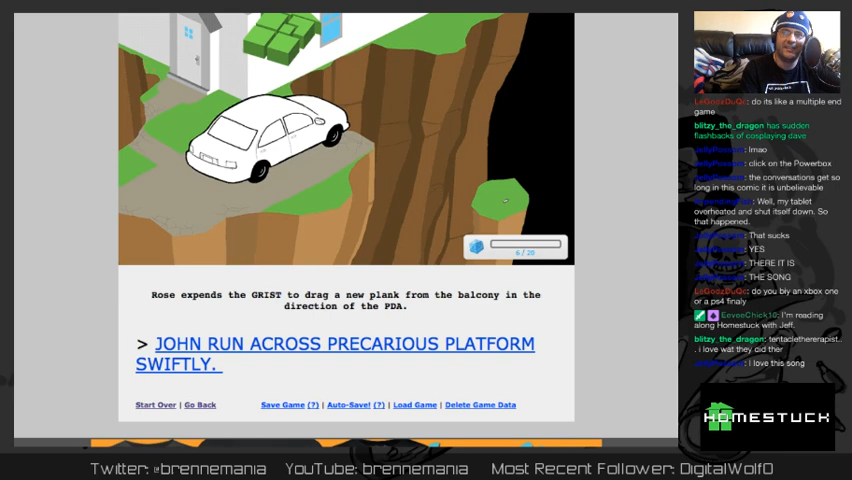 6 / 20
Rose expends the GRIST to drag a new plank from the balcony in the
direction of the PDA.
> JOHN RUN ACROSS PRECARIOUS PLATFORM
SWIFTLY.
Start Over | Go Back
Save Game (?) | Auto-Save! (?) | Load Game | Delete Game Data
do its like a multiple end
game
blitzy_the_dragon has sudden
flashbacks of cosplaying dave
: lmao
: click on the Powerbox
: the conversations get so
long in this comic it is unbelievable
: Well, my tablet
overheated and shut itself down. So
that happened.
: That sucks
: YES
: THERE IT IS
: THE SONG
: do you biy an xbox one
or a ps4 finaly
EeveeChick10: I'm reading
along Homestuck with Jeff.
blitzy_the_dragon: tentaclethererapist..
. i love wat they did ther
: I love this song
HOMESTUCK
Twitter: @brennemania YouTube: brennemania Most Recent Follower: DigitalWolf0